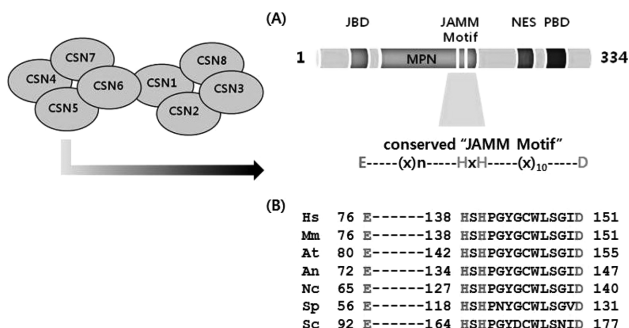 (A)
JBD JAMM Motif NES PBD
1 MPN 334
CSN7 CSN8
CSN4 CSN6 CSN1 CSN3
CSN5 CSN2
conserved "JAMM Motif"
E-----(x)n-----HxH-----(x)10-----D
(B)
Hs 76 E------138 HSHPGYGCWLSGID 151
Mm 76 E------138 HSHPGYGCWLSGID 151
At 80 E------142 HSHPGYGCWLSGID 155
An 72 E------134 HSHPGYGCWLSGID 147
Nc 65 E------127 HSHPGYGCWLSGID 140
Sp 56 E------118 HSHPNYGCWLSGVD 131
Sc 92 E------164 HSHPGYDCWLSNID 177